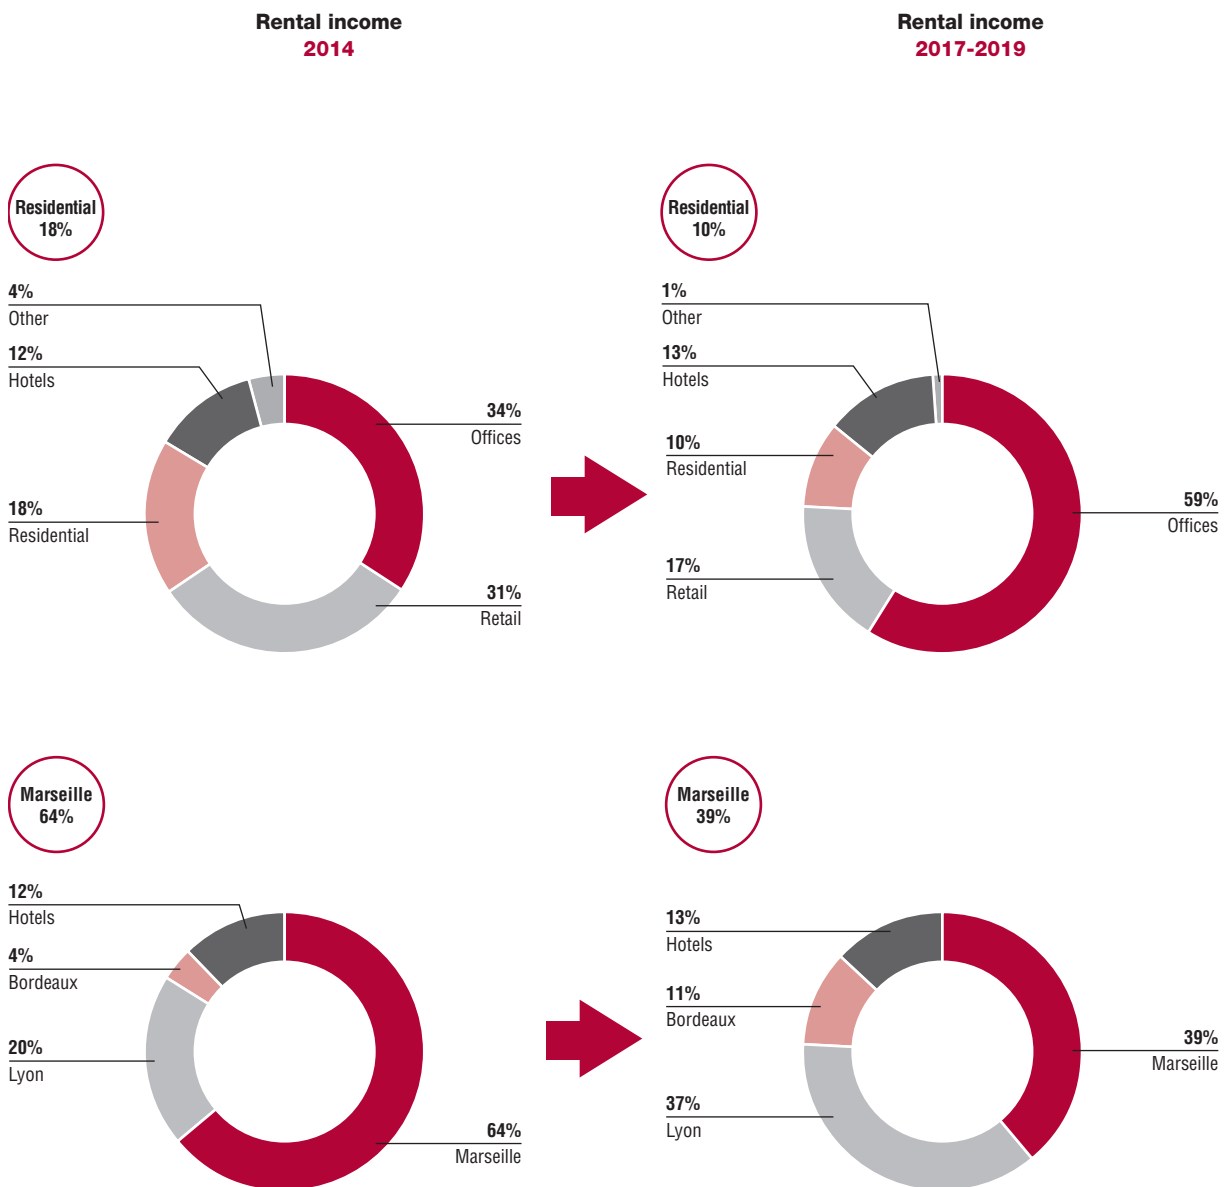 Rental income
2014
Rental income
2017-2019
Residential
18%
4%
Other
12%
Hotels
18%
Residential
34%
Offices
31%
Retail
Residential
10%
1%
Other
13%
Hotels
10%
Residential
17%
Retail
59%
Offices
Marseille
64%
12%
Hotels
4%
Bordeaux
20%
Lyon
64%
Marseille
Marseille
39%
13%
Hotels
11%
Bordeaux
37%
Lyon
39%
Marseille